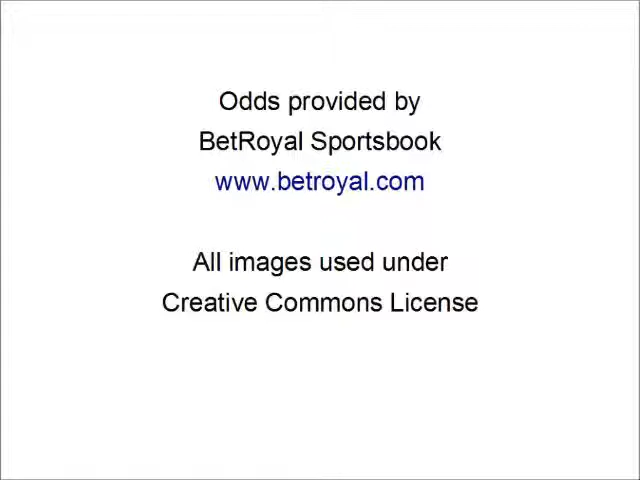 Odds provided by
BetRoyal Sportsbook
www.betroyal.com
All images used under
Creative Commons License